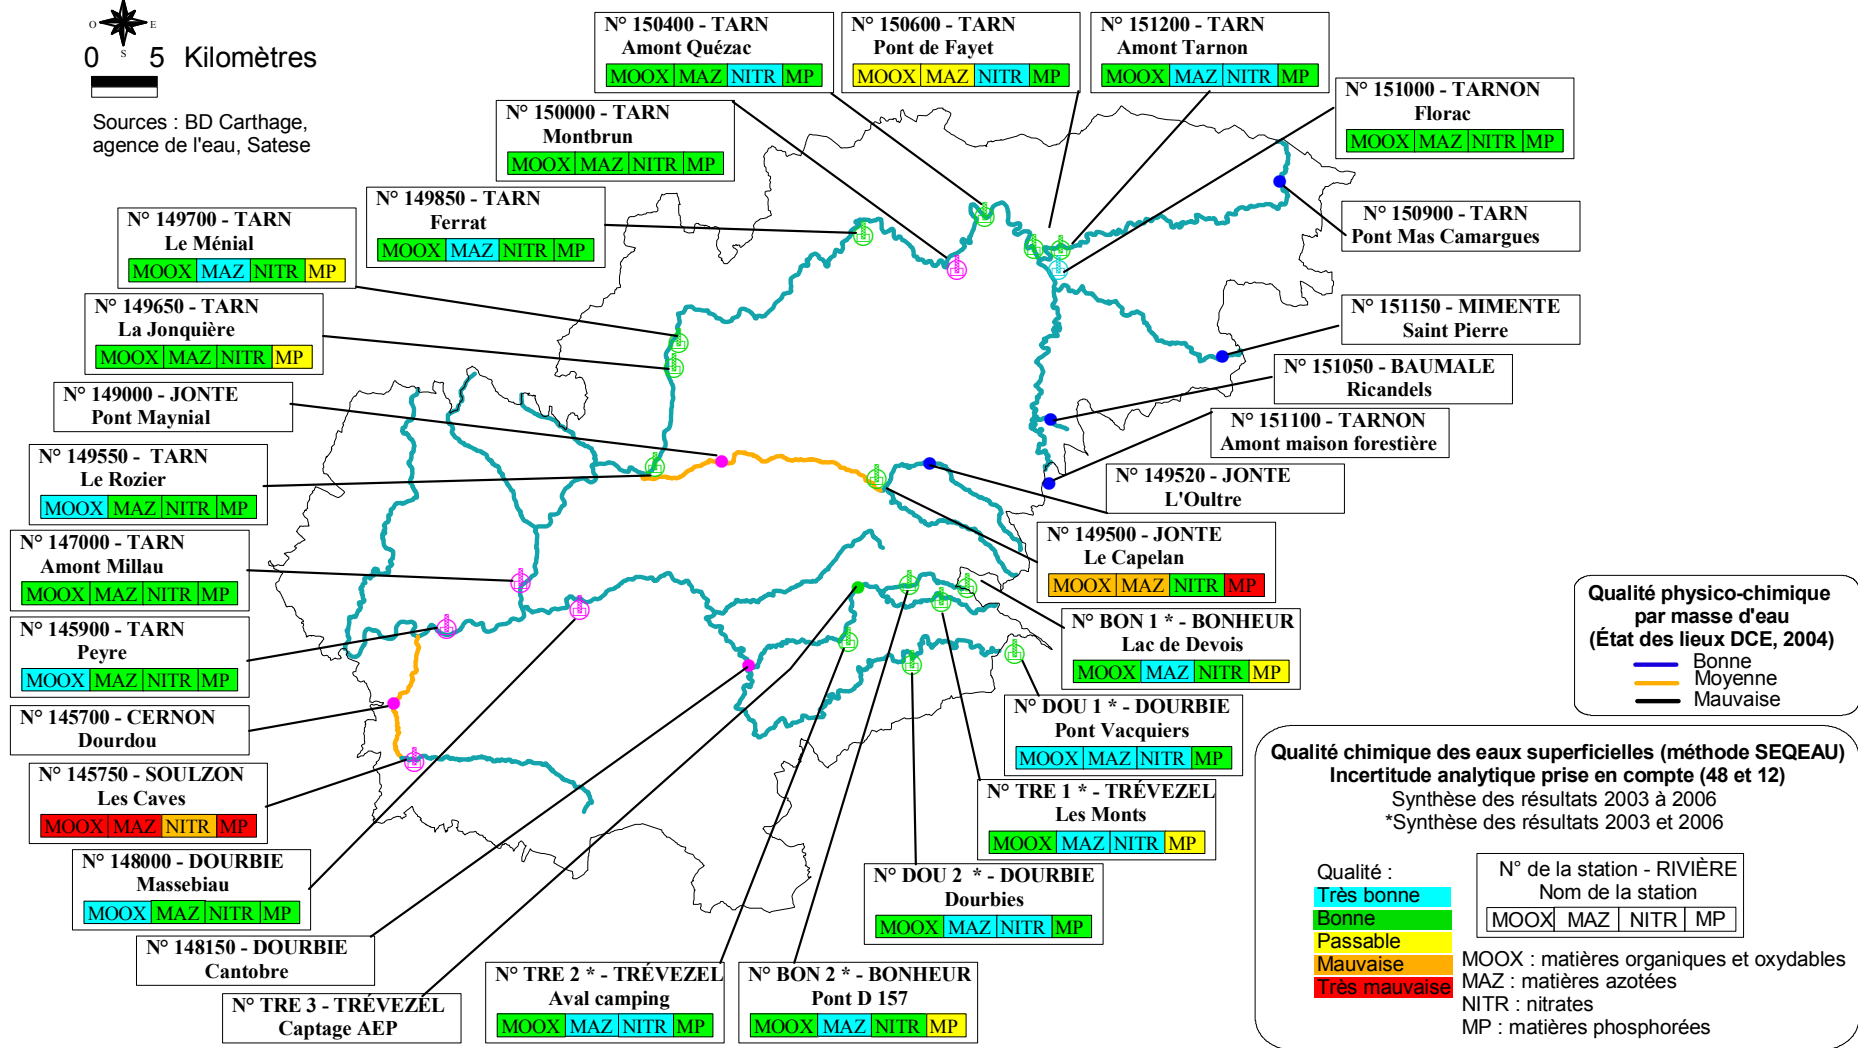 O E
S
0 5 Kilomètres
Sources : BD Carthage,
agence de l'eau, Satese
N° 150400 - TARN
Amont Quézac
MOOX MAZ NITR MP
N° 150600 - TARN
Pont de Fayet
MOOX MAZ NITR MP
N° 151200 - TARN
Amont Tarnon
MOOX MAZ NITR MP
N° 151000 - TARNON
Florac
MOOX MAZ NITR MP
N° 150000 - TARN
Montbrun
MOOX MAZ NITR MP
N° 149850 - TARN
Ferrat
MOOX MAZ NITR MP
N° 149700 - TARN
Le Ménial
MOOX MAZ NITR MP
N° 150900 - TARN
Pont Mas Camargues
N° 149650 - TARN
La Jonquière
MOOX MAZ NITR MP
N° 151150 - MIMENTE
Saint Pierre
N° 151050 - BAUMALE
Ricandels
N° 149000 - JONTE
Pont Maynial
N° 151100 - TARNON
Amont maison forestière
N° 149550 - TARN
Le Rozier
MOOX MAZ NITR MP
N° 149520 - JONTE
L'Oultre
N° 149500 - JONTE
Le Capelan
MOOX MAZ NITR MP
N° 147000 - TARN
Amont Millau
MOOX MAZ NITR MP
N° BON 1 * - BONHEUR
Lac de Devois
MOOX MAZ NITR MP
N° 145900 - TARN
Peyre
MOOX MAZ NITR MP
N° DOU 1 * - DOURBIE
Pont Vacquiers
MOOX MAZ NITR MP
N° 145700 - CERNON
Dourdou
N° 145750 - SOULZON
Les Caves
MOOX MAZ NITR MP
N° TRE 1 * - TRÉVEZEL
Les Monts
MOOX MAZ NITR MP
N° 148000 - DOURBIE
Massebiau
MOOX MAZ NITR MP
N° DOU 2 * - DOURBIE
Dourbies
MOOX MAZ NITR MP
N° 148150 - DOURBIE
Cantobre
N° TRE 3 - TRÉVEZEL
Captage AEP
N° TRE 2 * - TRÉVEZEL
Aval camping
MOOX MAZ NITR MP
N° BON 2 * - BONHEUR
Pont D 157
MOOX MAZ NITR MP
Qualité physico-chimique
par masse d'eau
(État des lieux DCE, 2004)
Bonne
Moyenne
Mauvaise
Qualité chimique des eaux superficielles (méthode SEQEAU)
Incertitude analytique prise en compte (48 et 12)
Synthèse des résultats 2003 à 2006
*Synthèse des résultats 2003 et 2006
Qualité :
Très bonne
Bonne
Passable
Mauvaise
Très mauvaise
N° de la station - RIVIÈRE
Nom de la station
MOOX MAZ NITR MP
MOOX : matières organiques et oxydables
MAZ : matières azotées
NITR : nitrates
MP : matières phosphorées